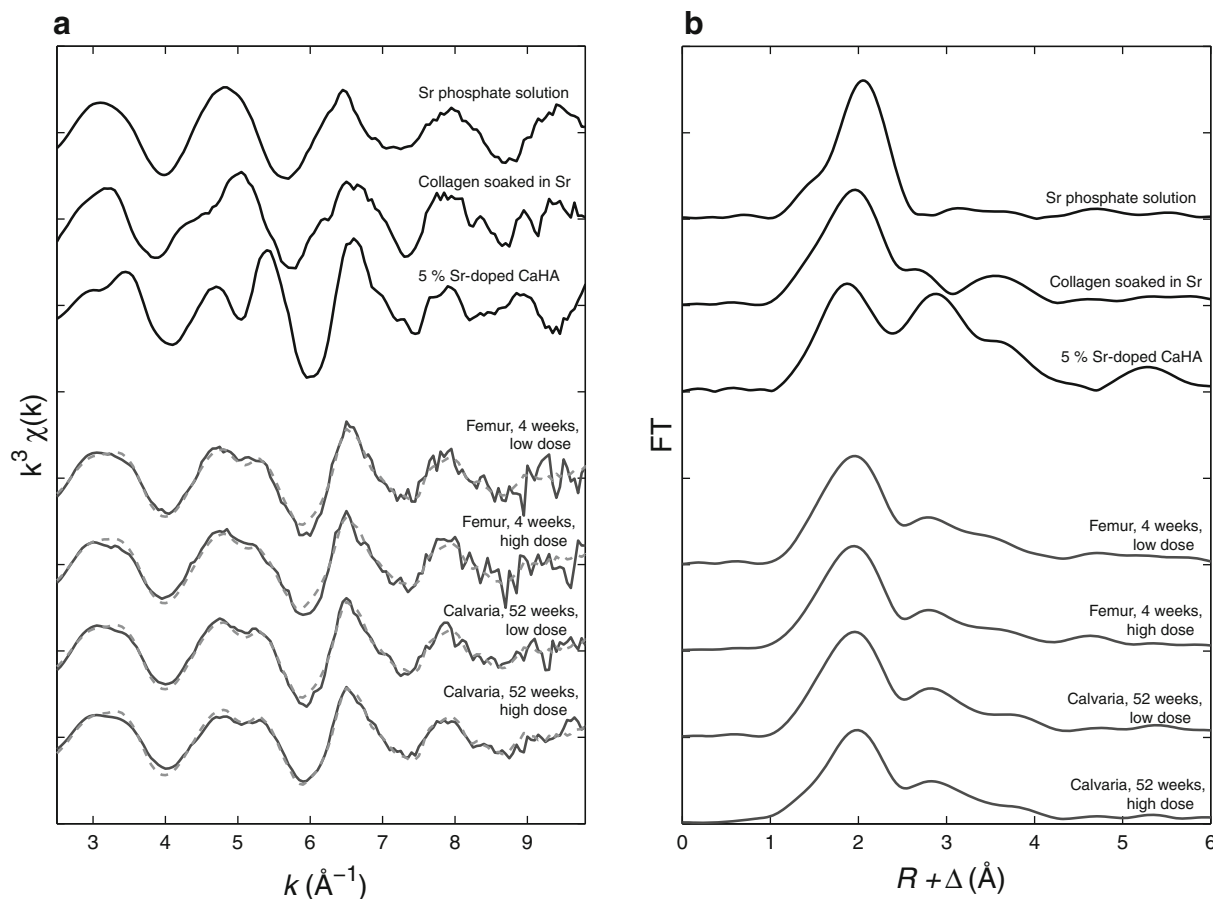 a
Sr phosphate solution
Collagen soaked in Sr
5 % Sr-doped CaHA
Femur, 4 weeks,
low dose
Femur, 4 weeks,
high dose
Calvaria, 52 weeks,
low dose
Calvaria, 52 weeks,
high dose
k³ χ(k)
3 4 5 6 7 8 9
k (Å⁻¹)
b
Sr phosphate solution
Collagen soaked in Sr
5 % Sr-doped CaHA
Femur, 4 weeks,
low dose
Femur, 4 weeks,
high dose
Calvaria, 52 weeks,
low dose
Calvaria, 52 weeks,
high dose
FT
0 1 2 3 4 5 6
R + Δ (Å)